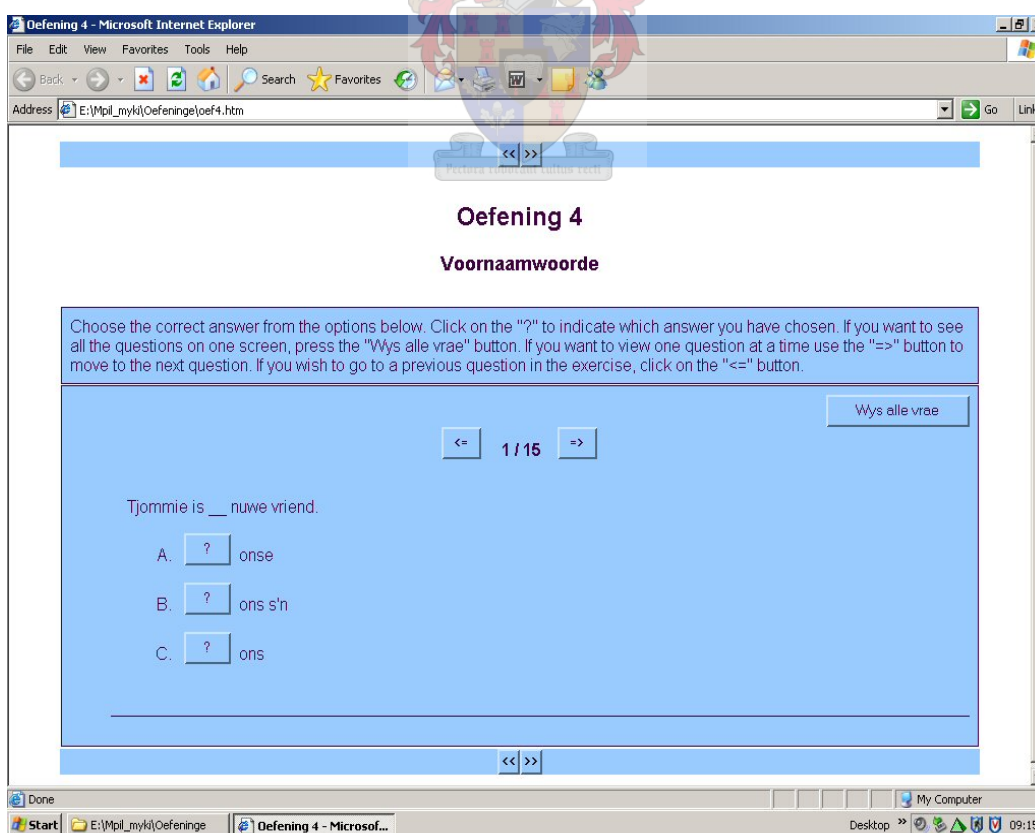 Oefening 4 - Microsoft Internet Explorer
File Edit View Favorites Tools Help
Back Search Favorites
Address E:\Mpil_myki\Oefeninge\oef4.htm Go Link
<< >>
Pectora roborant cultus recti
Oefening 4
Voornaamwoorde
Choose the correct answer from the options below. Click on the "?" to indicate which answer you have chosen. If you want to see
all the questions on one screen, press the "Wys alle vrae" button. If you want to view one question at a time use the "=>" button to
move to the next question. If you wish to go to a previous question in the exercise, click on the "<=" button.
Wys alle vrae
<= 1 / 15 =>
Tjommie is __ nuwe vriend.
A. ? onse
B. ? ons s'n
C. ? ons
<< >>
Done My Computer
Start E:\Mpil_myki\Oefeninge Oefening 4 - Microsof... Desktop » 09:15